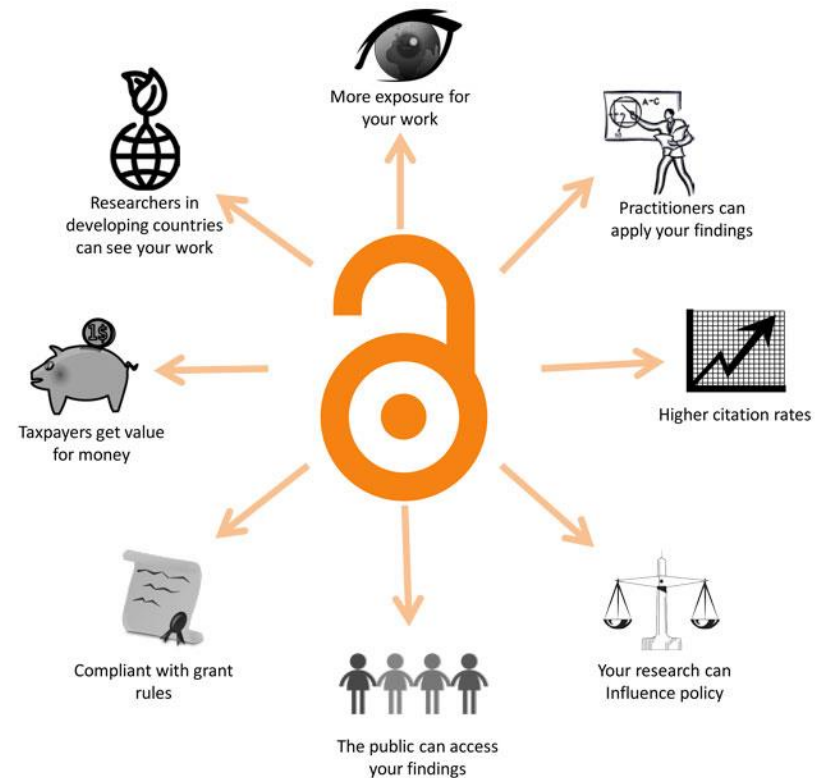 More exposure for
your work
Practitioners can
apply your findings
Higher citation rates
Your research can
Influence policy
The public can access
your findings
Compliant with grant
rules
Taxpayers get value
for money
1$
Researchers in
developing countries
can see your work
A-C